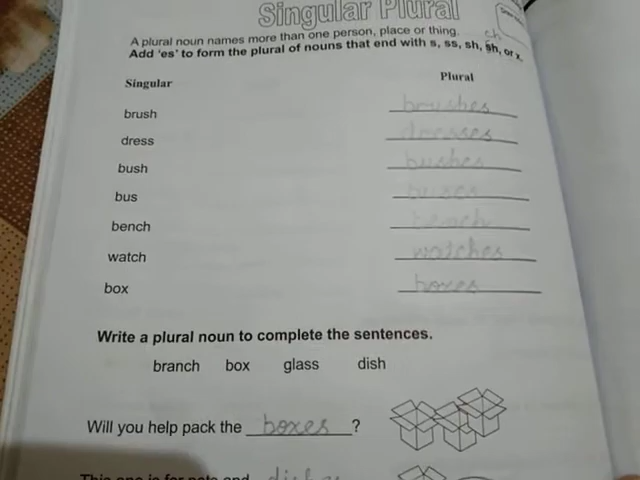 Singular Plural
A plural noun names more than one person, place or thing.
ch
Add 'es' to form the plural of nouns that end with s, ss, sh, sh, or x.
Singular Plural
brush brushes
dress dresses
bush bushes
bus buses
bench bench
watch watches
box boxes
Write a plural noun to complete the sentences.
branch box glass dish
Will you help pack the boxes ?